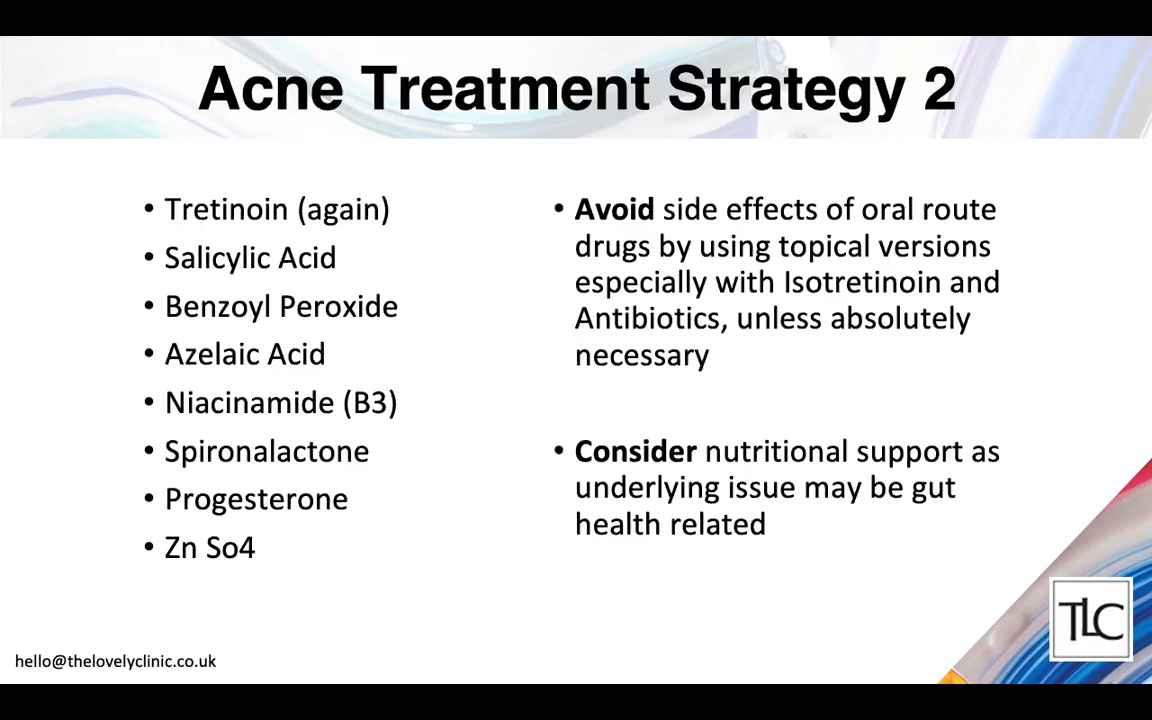 Acne Treatment Strategy 2
• Tretinoin (again)
• Salicylic Acid
• Benzoyl Peroxide
• Azelaic Acid
• Niacinamide (B3)
• Spironalactone
• Progesterone
• Zn So4
• Avoid side effects of oral route
drugs by using topical versions
especially with Isotretinoin and
Antibiotics, unless absolutely
necessary
• Consider nutritional support as
underlying issue may be gut
health related
TLC
hello@thelovelyclinic.co.uk